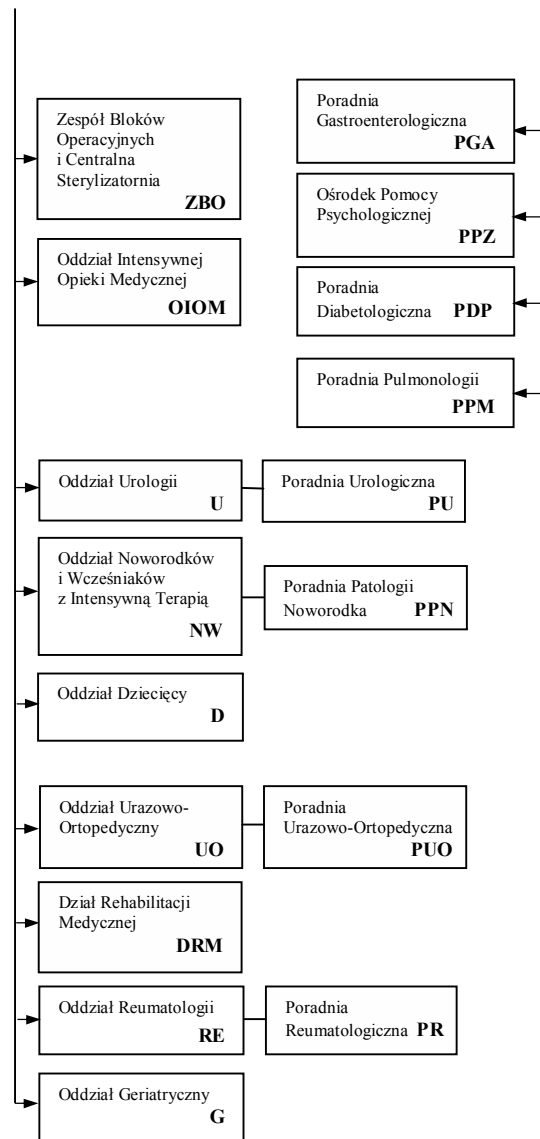 Zespół Bloków
Operacyjnych
i Centralna
Sterylizatornia
ZBO
Oddział Intensywnej
Opieki Medycznej
OIOM
Poradnia
Gastroenterologiczna
PGA
Ośrodek Pomocy
Psychologicznej
PPZ
Poradnia
Diabetologiczna PDP
Poradnia Pulmonologii
PPM
Oddział Urologii
U
Poradnia Urologiczna
PU
Oddział Noworodków
i Wcześniaków
z Intensywną Terapią
NW
Poradnia Patologii
Noworodka PPN
Oddział Dziecięcy
D
Oddział Urazowo-
Ortopedyczny
UO
Poradnia
Urazowo-Ortopedyczna
PUO
Dział Rehabilitacji
Medycznej
DRM
Oddział Reumatologii
RE
Poradnia
Reumatologiczna PR
Oddział Geriatryczny
G